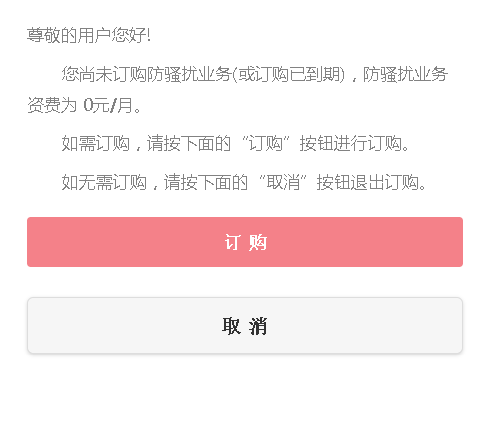 尊敬的用户您好!
您尚未订购防骚扰业务(或订购已到期)，防骚扰业务
资费为 0元/月。
如需订购，请按下面的“订购”按钮进行订购。
如无需订购，请按下面的“取消”按钮退出订购。
订 购
取 消